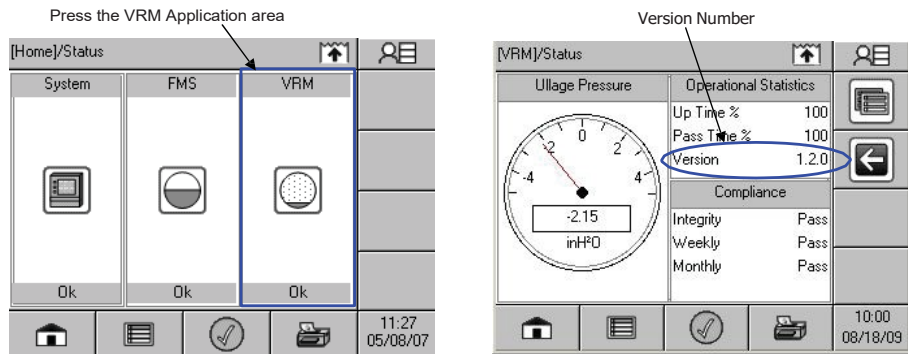 Press the VRM Application area
[Home]/Status
System
FMS
VRM
Ok
Ok
Ok
11:27
05/08/07
Version Number
[VRM]/Status
Ullage Pressure
-4
-2
0
2
4
-2.15
inH²O
Operational Statistics
Up Time % 100
Pass Time % 100
Version 1.2.0
Compliance
Integrity Pass
Weekly Pass
Monthly Pass
10:00
08/18/09